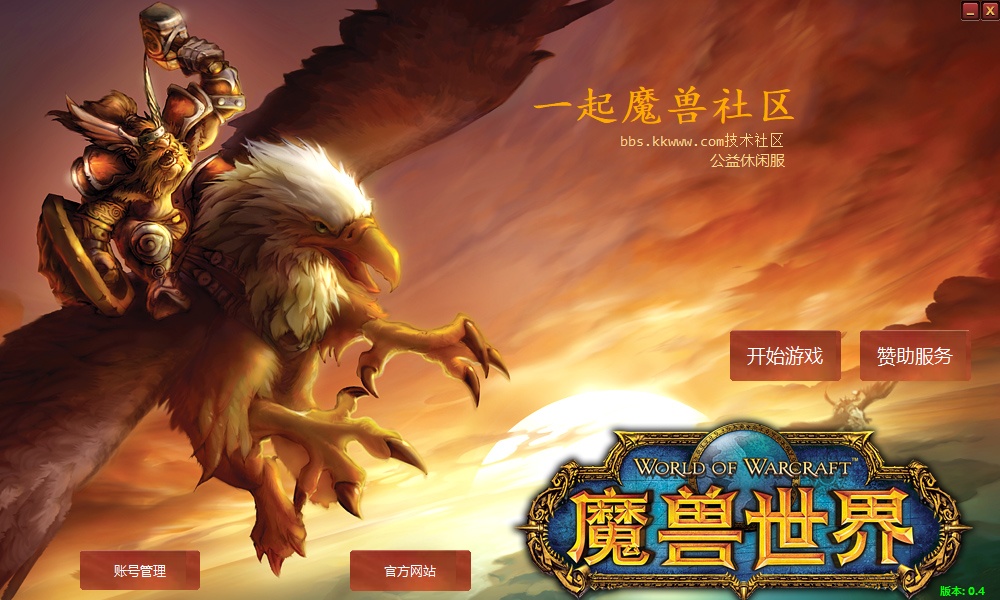 一起魔兽社区
bbs.kkwww.com技术社区
公益休闲服
开始游戏
赞助服务
WORLD OF WARCRAFT™
魔兽世界
账号管理
官方网站
版本: 0.4